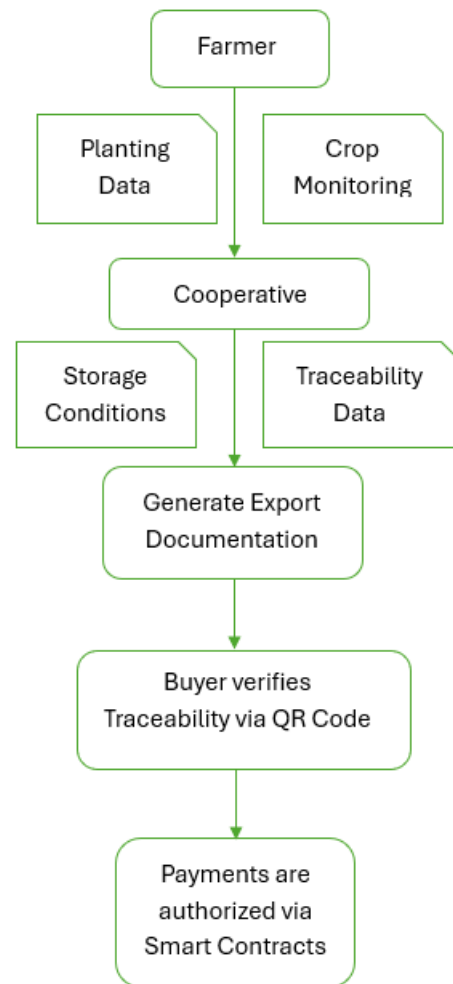 Farmer
Planting
Data
Crop
Monitoring
Cooperative
Storage
Conditions
Traceability
Data
Generate Export
Documentation
Buyer verifies
Traceability via QR Code
Payments are
authorized via
Smart Contracts